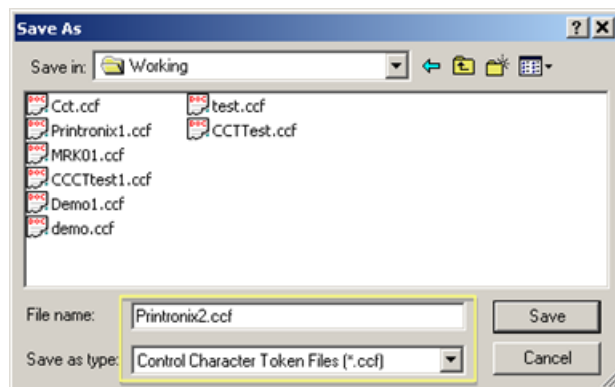 Save As
Save in: Working
Cct.ccf test.ccf
Printronix1.ccf CCTTest.ccf
MRK01.ccf
CCCTtest1.ccf
Demo1.ccf
demo.ccf
File name: Printronix2.ccf Save
Save as type: Control Character Token Files (*.ccf) Cancel